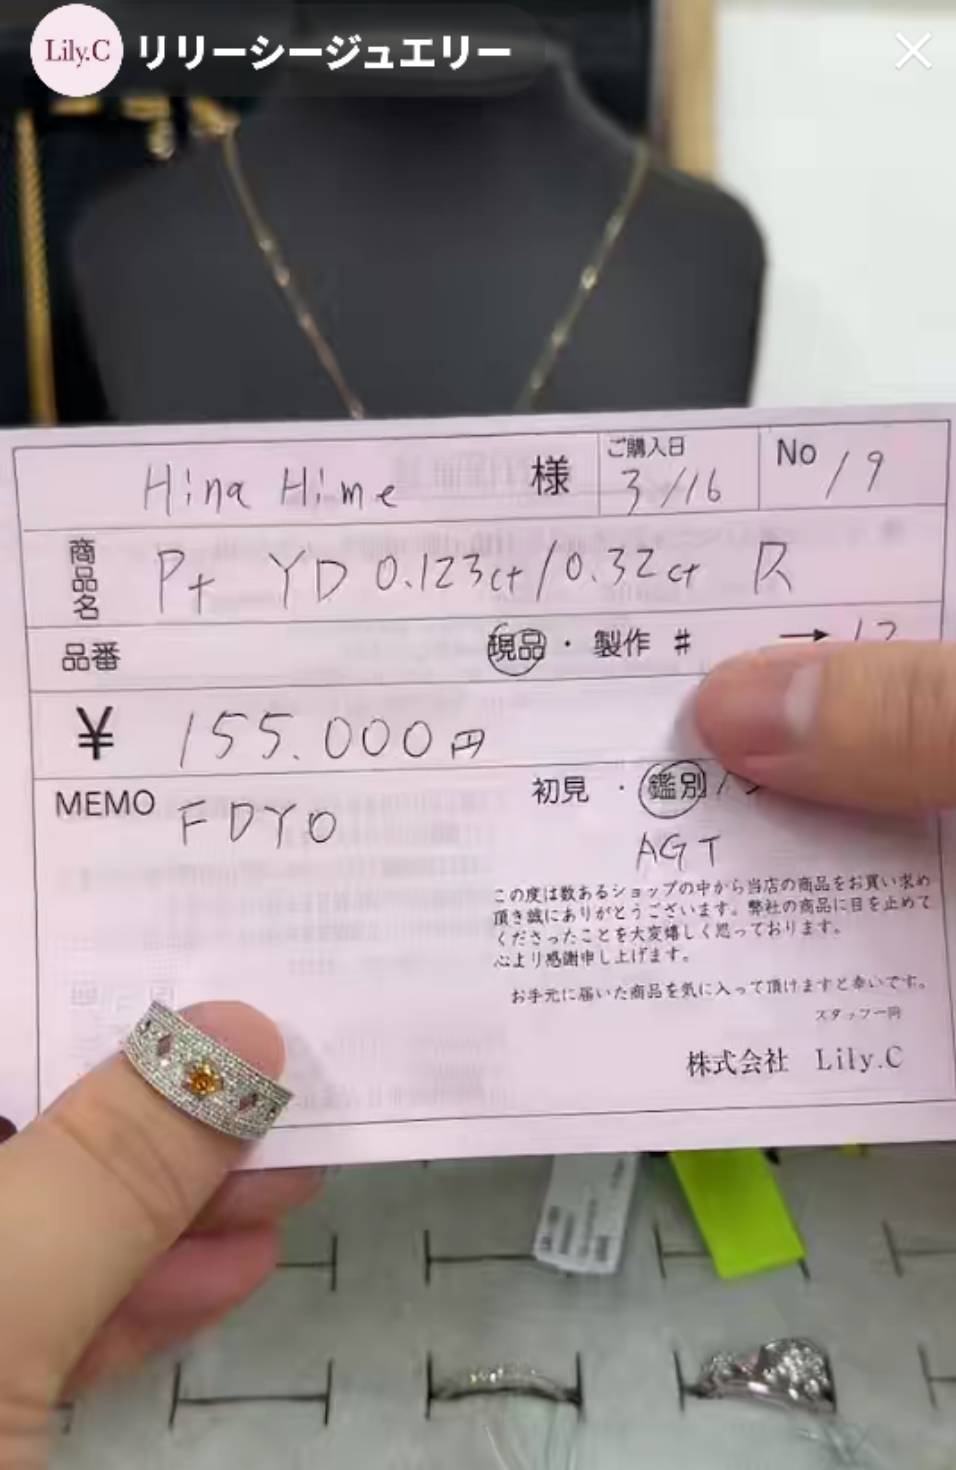 Lily.C リリーシージュエリー
Hina Hime 様 ご購入日 3/16 No 19
商品名 Pt YD 0.123ct/0.32ct R
品番 現品・製作 # →
¥ 155.000円
MEMO FDYO 初見・鑑別/
AGT
この度は数あるショップの中から当店の商品をお買い求め
頂き誠にありがとうございます。弊社の商品に目を止めて
くださったことを大変嬉しく思っております。
心より感謝申し上げます。
お手元に届いた商品を気に入って頂けますと幸いです。
スタッフ一同
株式会社 Lily.C